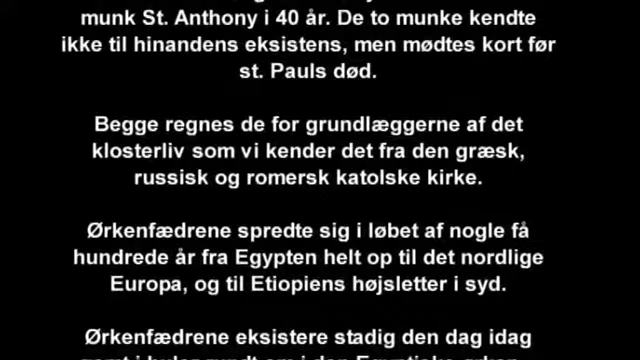 munk St. Anthony i 40 år. De to munke kendte
ikke til hinandens eksistens, men mødtes kort før
st. Pauls død.
Begge regnes de for grundlæggerne af det
klosterliv som vi kender det fra den græsk,
russisk og romersk katolske kirke.
Ørkenfædrene spredte sig i løbet af nogle få
hundrede år fra Egypten helt op til det nordlige
Europa, og til Etiopiens højsletter i syd.
Ørkenfædrene eksistere stadig den dag idag